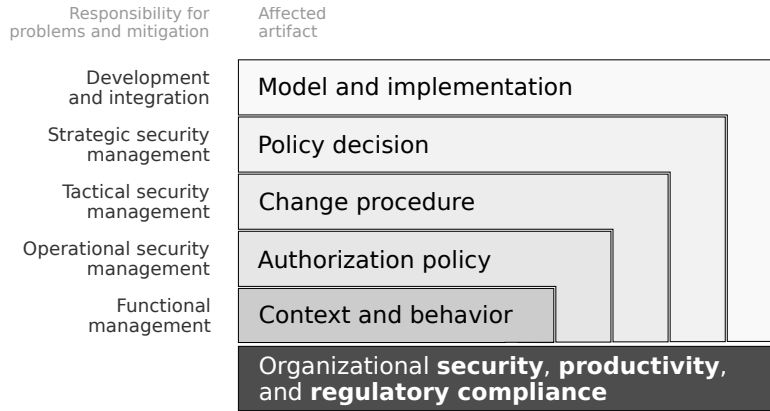 Responsibility for
problems and mitigation
Affected
artifact
Development
and integration
Model and implementation
Strategic security
management
Policy decision
Tactical security
management
Change procedure
Operational security
management
Authorization policy
Functional
management
Context and behavior
Organizational security, productivity,
and regulatory compliance